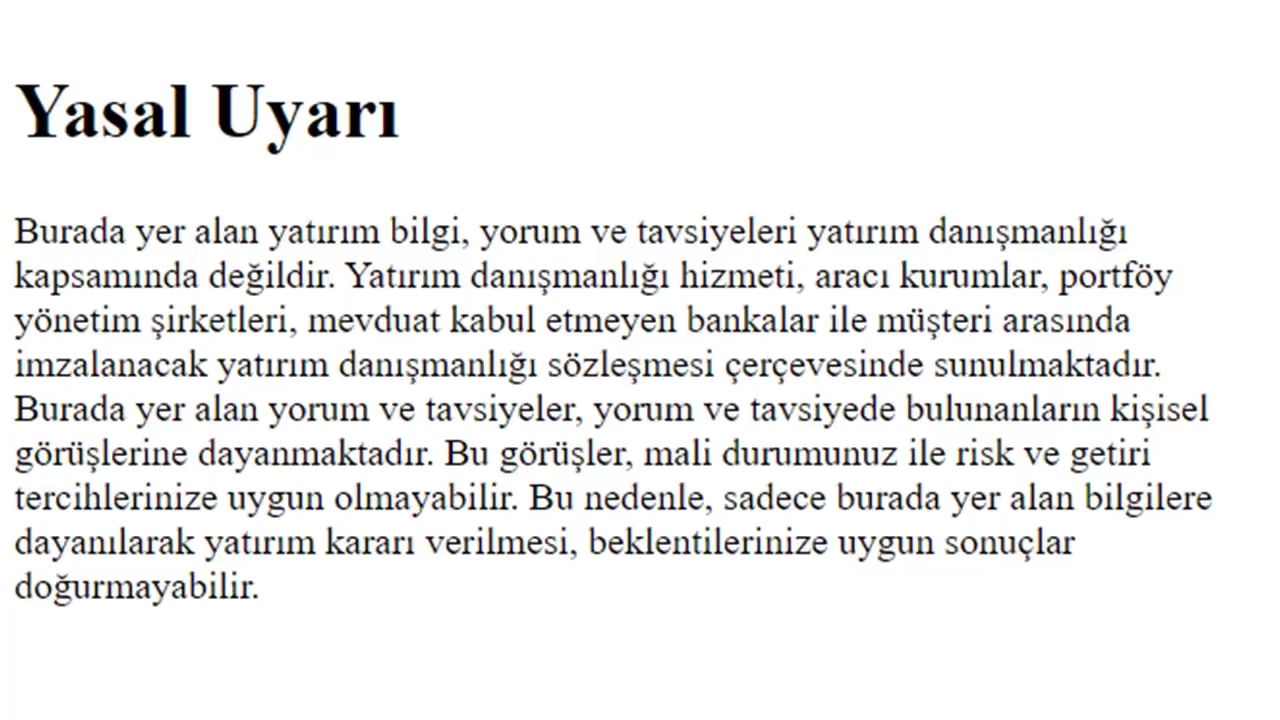 Yasal Uyarı
Burada yer alan yatırım bilgi, yorum ve tavsiyeleri yatırım danışmanlığı
kapsamında değildir. Yatırım danışmanlığı hizmeti, aracı kurumlar, portföy
yönetim şirketleri, mevduat kabul etmeyen bankalar ile müşteri arasında
imzalanacak yatırım danışmanlığı sözleşmesi çerçevesinde sunulmaktadır.
Burada yer alan yorum ve tavsiyeler, yorum ve tavsiyede bulunanların kişisel
görüşlerine dayanmaktadır. Bu görüşler, mali durumunuz ile risk ve getiri
tercihlerinize uygun olmayabilir. Bu nedenle, sadece burada yer alan bilgilere
dayanılarak yatırım kararı verilmesi, beklentilerinize uygun sonuçlar
doğurmayabilir.